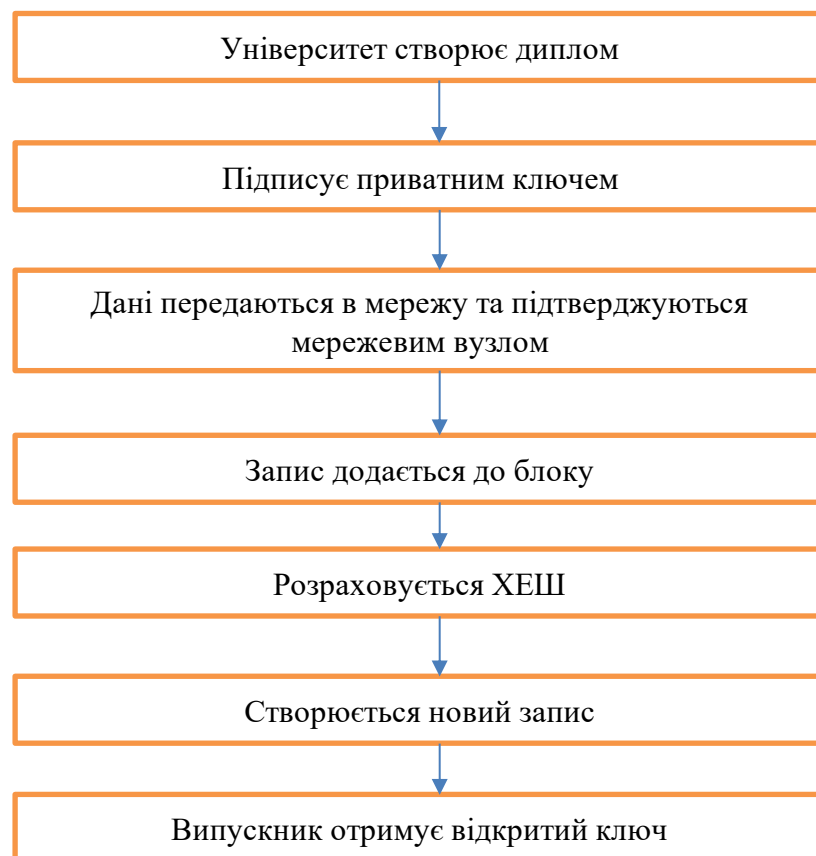 Університет створює диплом
Підписує приватним ключем
Дані передаються в мережу та підтверджуються
мережевим вузлом
Запис додається до блоку
Розраховується ХЕШ
Створюється новий запис
Випускник отримує відкритий ключ